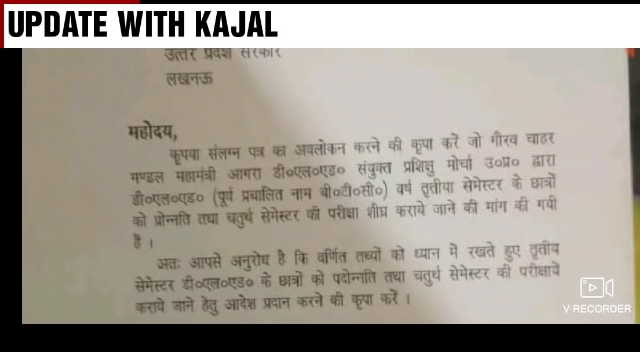 UPDATE WITH KAJAL
उत्तर प्रदेश सरकार
लखनऊ
महोदय,
कृपया संलग्न पत्र का अवलोकन करने की कृपा करें जो गौरव चाहर
मण्डल महामंत्री आगरा डी०एल०एड० संयुक्त प्रशिक्षु मोर्चा उ०प्र० द्वारा
डी०एल०एड० (पूर्व प्रचालित नाम बी०टी०सी०) वर्ष तृतीया सेमेस्टर के छात्रों
को प्रोन्नति तथा चतुर्थ सेमेस्टर की परीक्षा शीघ्र कराये जाने की मांग की गयी
है ।
अतः आपसे अनुरोध है कि वर्णित तथ्यों को ध्यान में रखते हुए तृतीय
सेमेस्टर डी०एल०एड० के छात्रों को पदोन्नति तथा चतुर्थ सेमेस्टर की परीक्षायें
कराये जाने हेतु आदेश प्रदान करने की कृपा करें ।
V RECORDER